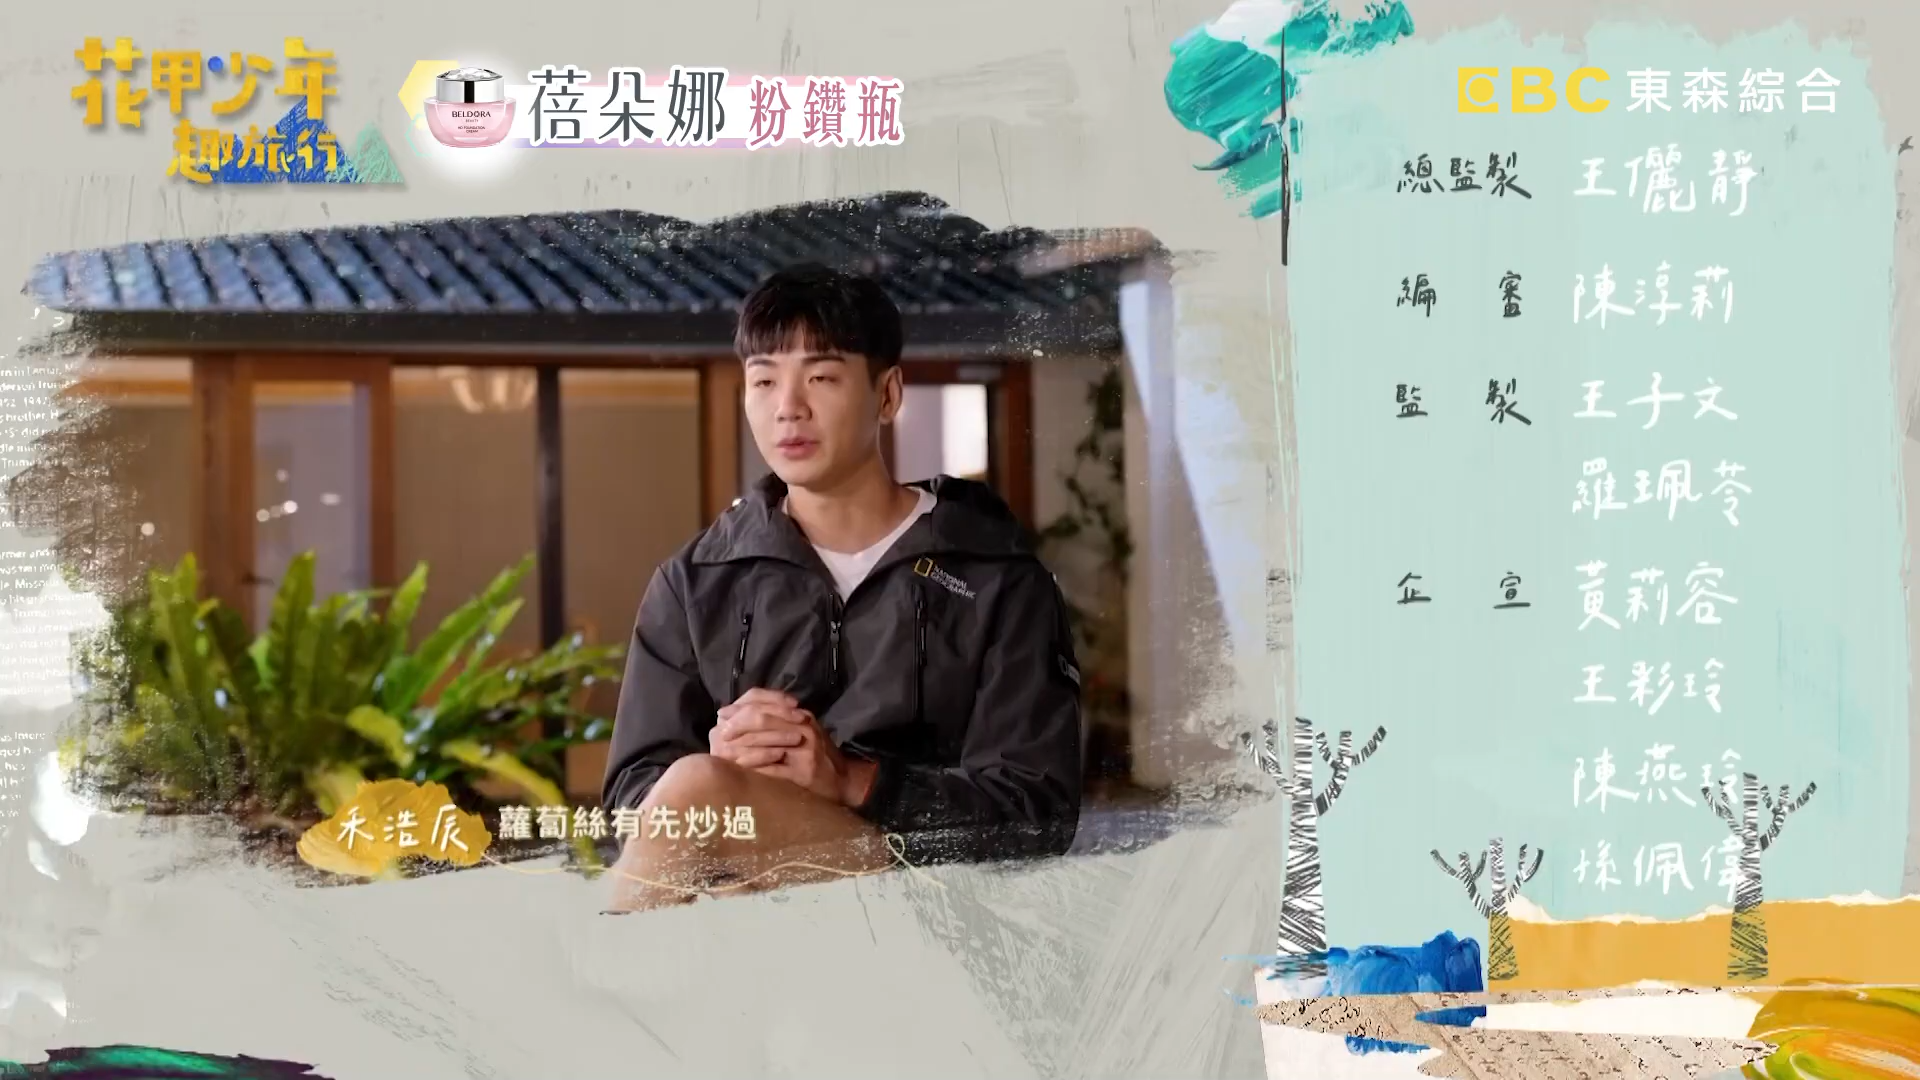 花甲少年
趣旅行
BELDORA
蓓朵娜 粉鑽瓶
EBC 東森綜合
總監製 王儷靜
編審 陳淳莉
監製 王子文
羅珮苓
企宣 黃莉容
王彩玲
陳燕玲
孫佩偉
NATIONAL
GEOGRAPHIC
禾浩辰 蘿蔔絲有先炒過